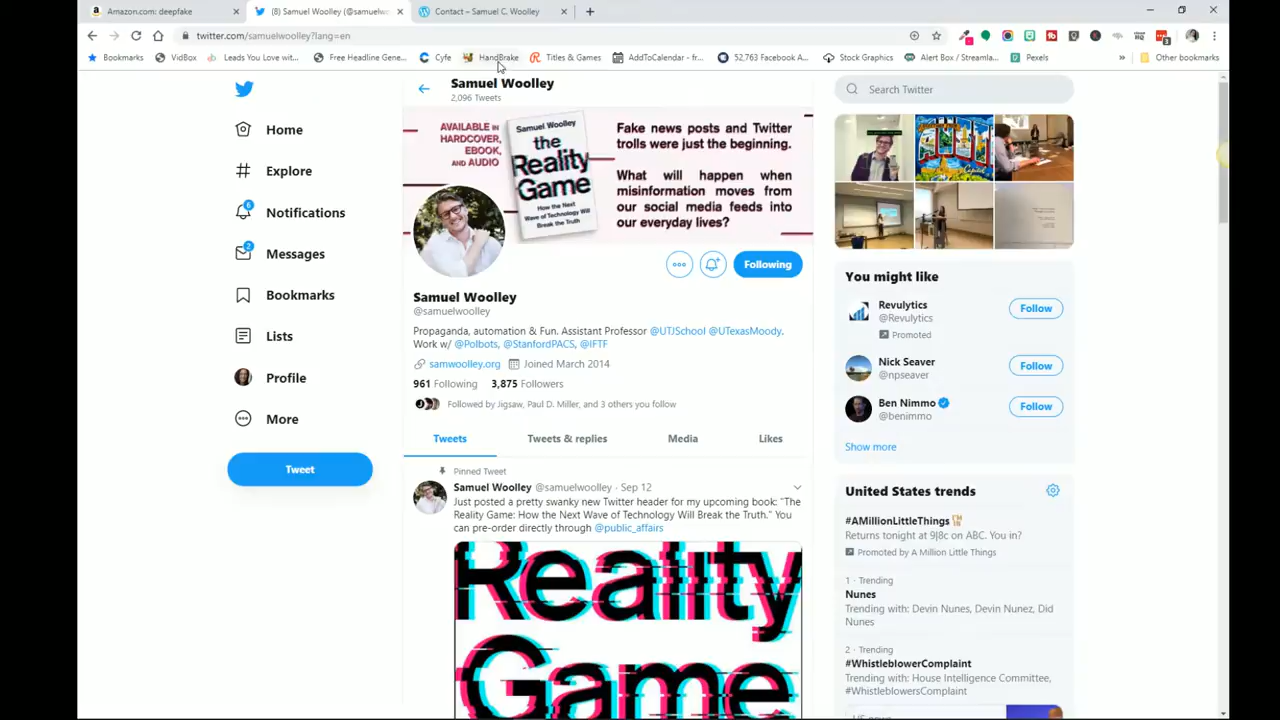 Amazon.com: deepfake
(8) Samuel Woolley (@samuelw
Contact – Samuel C. Woolley
twitter.com/samuelwoolley?lang=en
Bookmarks
VidBox
Leads You Love wit...
Free Headline Gene...
Cyfe
HandBrake
Titles & Games
AddToCalendar - fr...
52,763 Facebook A...
Stock Graphics
Alert Box / Streamla...
Pexels
»
Other bookmarks
Home
Explore
6
Notifications
2
Messages
Bookmarks
Lists
Profile
More
Tweet
Samuel Woolley
2,096 Tweets
AVAILABLE IN
HARDCOVER,
EBOOK,
AND AUDIO
Samuel Woolley
the
Reality
Game
How the Next
Wave of Technology Will
Break the Truth
Fake news posts and Twitter
trolls were just the beginning.
What will happen when
misinformation moves from
our social media feeds into
our everyday lives?
Following
Samuel Woolley
@samuelwoolley
Propaganda, automation & Fun. Assistant Professor @UTJSchool @UTexasMoody.
Work w/ @Polbots, @StanfordPACS, @IFTF
samwoolley.org Joined March 2014
961 Following 3,875 Followers
Followed by Jigsaw, Paul D. Miller, and 3 others you follow
Tweets
Tweets & replies
Media
Likes
Pinned Tweet
Samuel Woolley @samuelwoolley · Sep 12
Just posted a pretty swanky new Twitter header for my upcoming book: "The
Reality Game: How the Next Wave of Technology Will Break the Truth." You
can pre-order directly through @public_affairs
Reality
Game
Search Twitter
You might like
Revulytics
@Revulytics
Promoted
Follow
Nick Seaver
@npseaver
Follow
Ben Nimmo
@benimmo
Follow
Show more
United States trends
#AMillionLittleThings
Returns tonight at 9|8c on ABC. You in?
Promoted by A Million Little Things
1 · Trending
Nunes
Trending with: Devin Nunes, Devin Nunez, Did
Nunes
2 · Trending
#WhistleblowerComplaint
Trending with: House Intelligence Committee,
#WhistleblowersComplaint